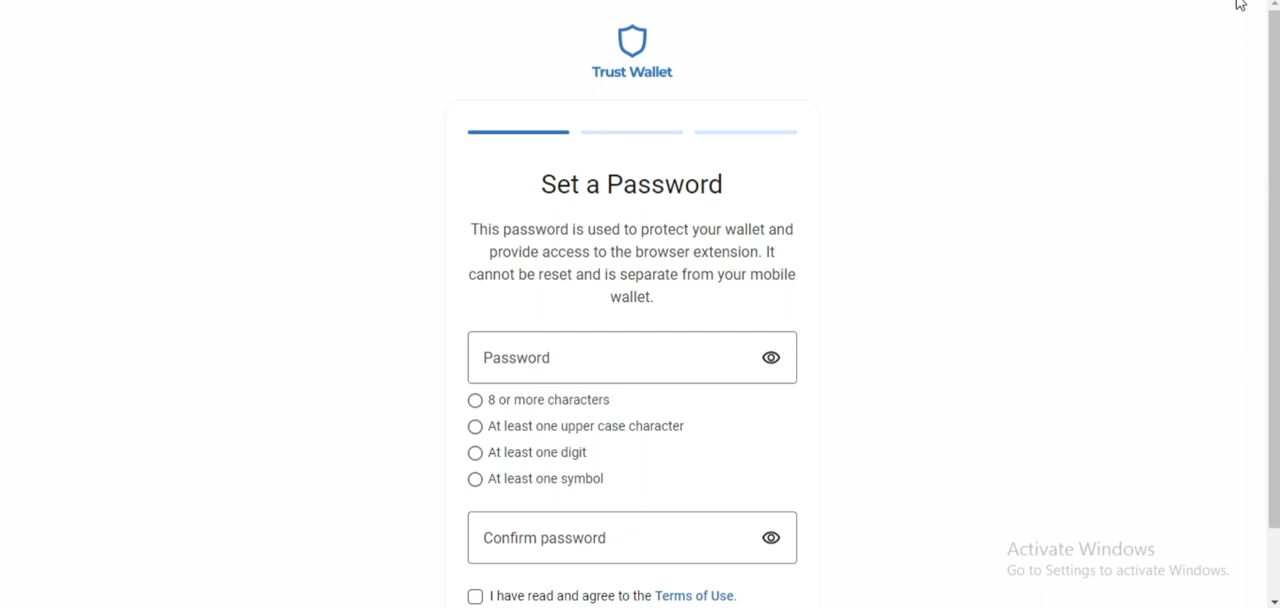 Trust Wallet
Set a Password
This password is used to protect your wallet and
provide access to the browser extension. It
cannot be reset and is separate from your mobile
wallet.
Password
8 or more characters
At least one upper case character
At least one digit
At least one symbol
Confirm password
Activate Windows
Go to Settings to activate Windows.
I have read and agree to the Terms of Use.